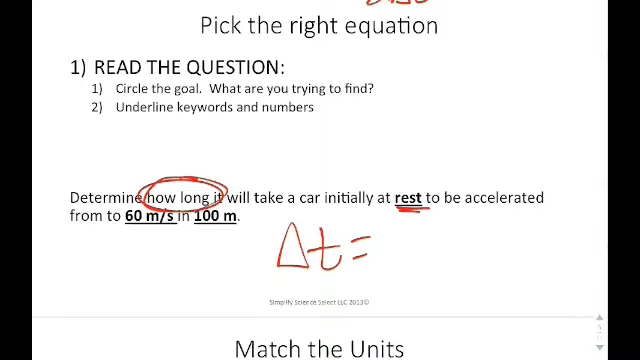 Pick the right equation
1) READ THE QUESTION:
1) Circle the goal. What are you trying to find?
2) Underline keywords and numbers
Determine how long it will take a car initially at rest to be accelerated
from to 60 m/s in 100 m.
Δt=
Simplify Science Select LLC 2013©
Match the Units